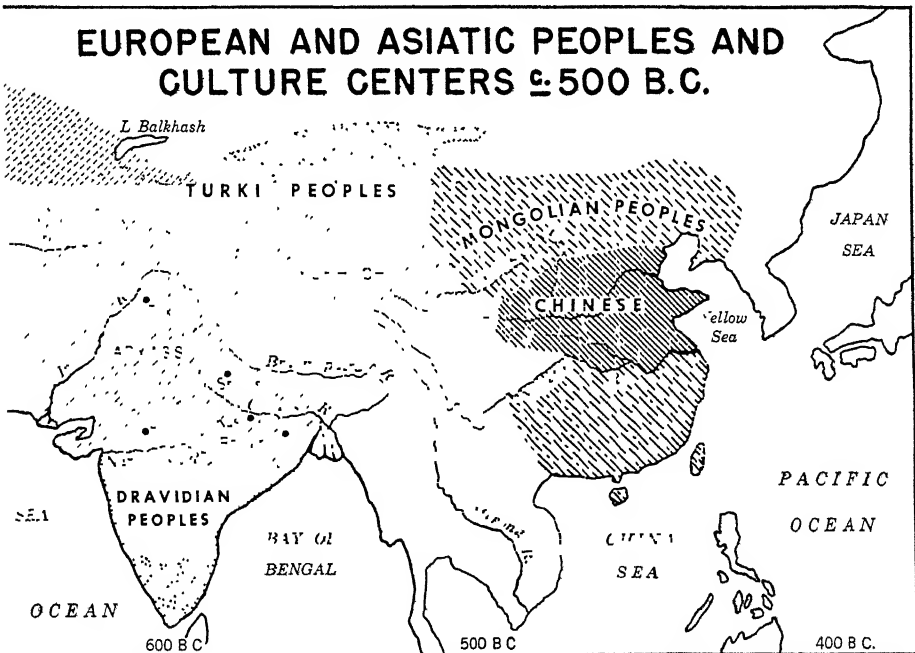 EUROPEAN AND ASIATIC PEOPLES AND
CULTURE CENTERS c. 500 B.C.
L Balkhash
TURKI PEOPLES
MONGOLIAN PEOPLES
JAPAN
SEA
CHINESE
Sea
R
DRAVIDIAN
PEOPLES
PACIFIC
OCEAN
BAY
BENGAL
SEA
R.
OCEAN
600 B C
500 B C
400 B C.